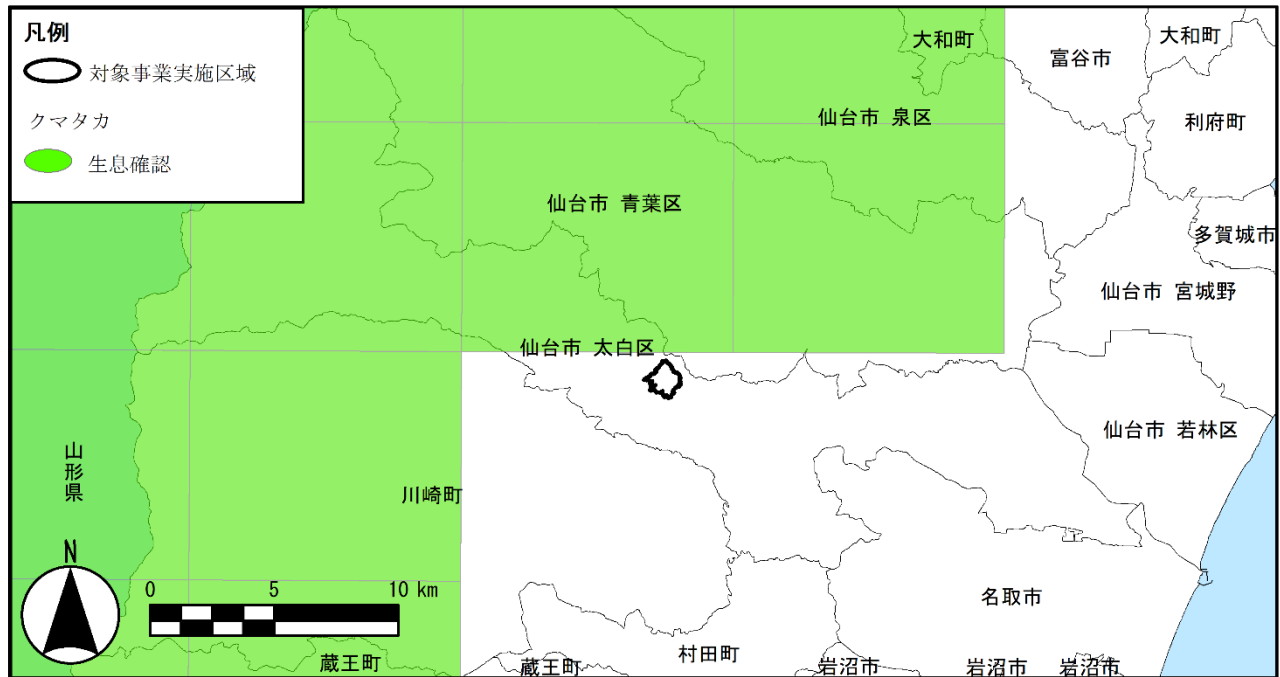 凡例
対象事業実施区域
クマタカ
生息確認
大和町
富谷市
大和町
仙台市 泉区
利府町
仙台市 青葉区
多賀城市
仙台市 宮城野
仙台市 太白区
仙台市 若林区
山形県
川崎町
N
0 5 10 km
名取市
蔵王町
蔵王町
村田町
岩沼市
岩沼市
岩沼市